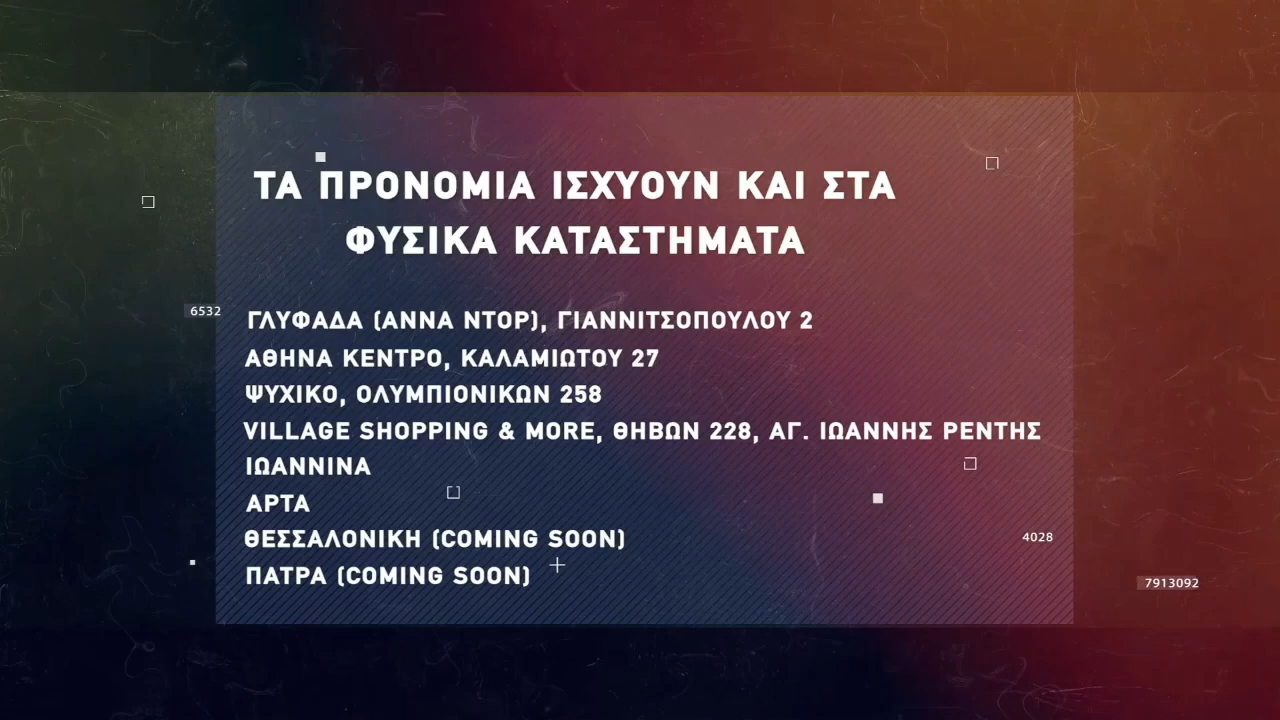 ΤΑ ΠΡΟΝΟΜΙΑ ΙΣΧΥΟΥΝ ΚΑΙ ΣΤΑ
ΦΥΣΙΚΑ ΚΑΤΑΣΤΗΜΑΤΑ
6532
ΓΛΥΦΑΔΑ (ΑΝΝΑ ΝΤΟΡ), ΓΙΑΝΝΙΤΣΟΠΟΥΛΟΥ 2
ΑΘΗΝΑ ΚΕΝΤΡΟ, ΚΑΛΑΜΙΩΤΟΥ 27
ΨΥΧΙΚΟ, ΟΛΥΜΠΙΟΝΙΚΩΝ 258
VILLAGE SHOPPING & MORE, ΘΗΒΩΝ 228, ΑΓ. ΙΩΑΝΝΗΣ ΡΕΝΤΗΣ
ΙΩΑΝΝΙΝΑ
ΑΡΤΑ
ΘΕΣΣΑΛΟΝΙΚΗ (COMING SOON)
4028
ΠΑΤΡΑ (COMING SOON)
7913092